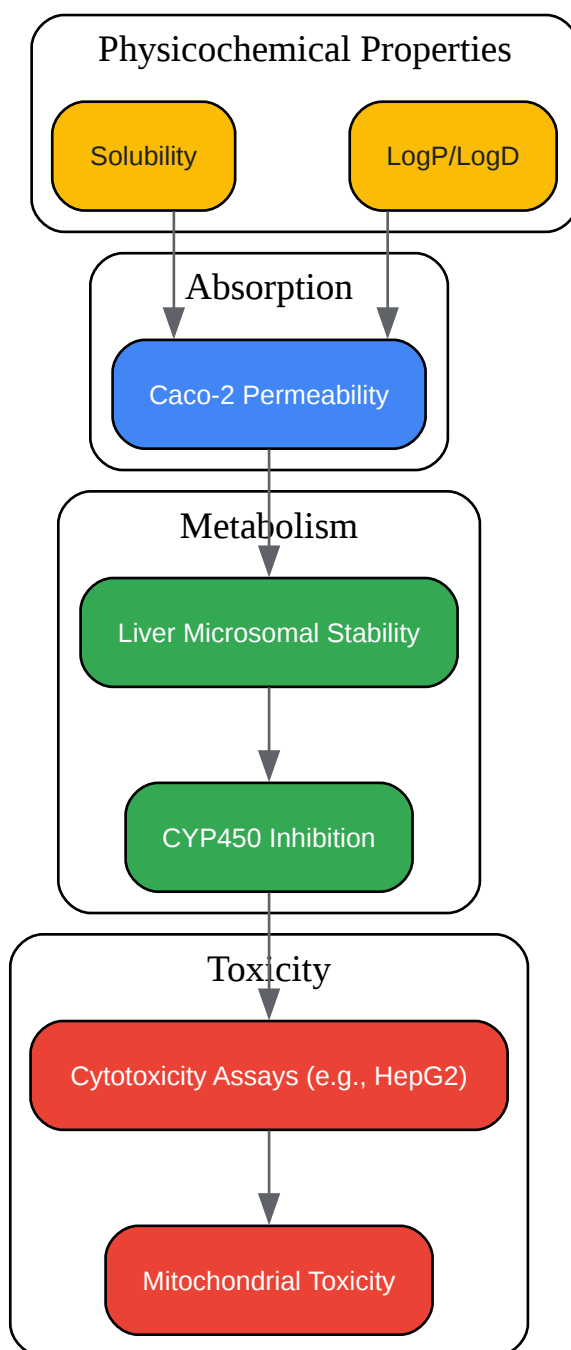 Physicochemical Properties
Solubility
LogP/LogD
Absorption
Caco-2 Permeability
Metabolism
Liver Microsomal Stability
CYP450 Inhibition
Toxicity
Cytotoxicity Assays (e.g., HepG2)
Mitochondrial Toxicity